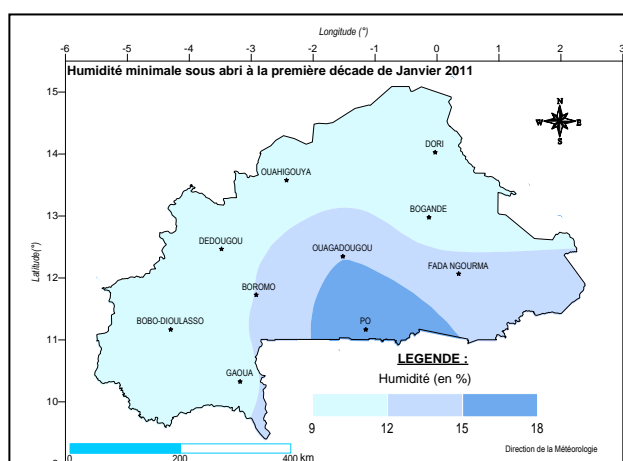 Longitude (°)
-6 -5 -4 -3 -2 -1 0 1 2
Humidité minimale sous abri à la première décade de Janvier 2011
15
N
W E
S
14
DORI
OUAHIGOUYA
13
BOGANDE
DEDOUGOU
OUAGADOUGOU
FADA NGOURMA
Latitude(°)
12
BOROMO
BOBO-DIOULASSO
PO
11
LEGENDE :
GAOUA
Humidité (en %)
10
9 12 15 18
Direction de la Météorologie
0 200 400 km